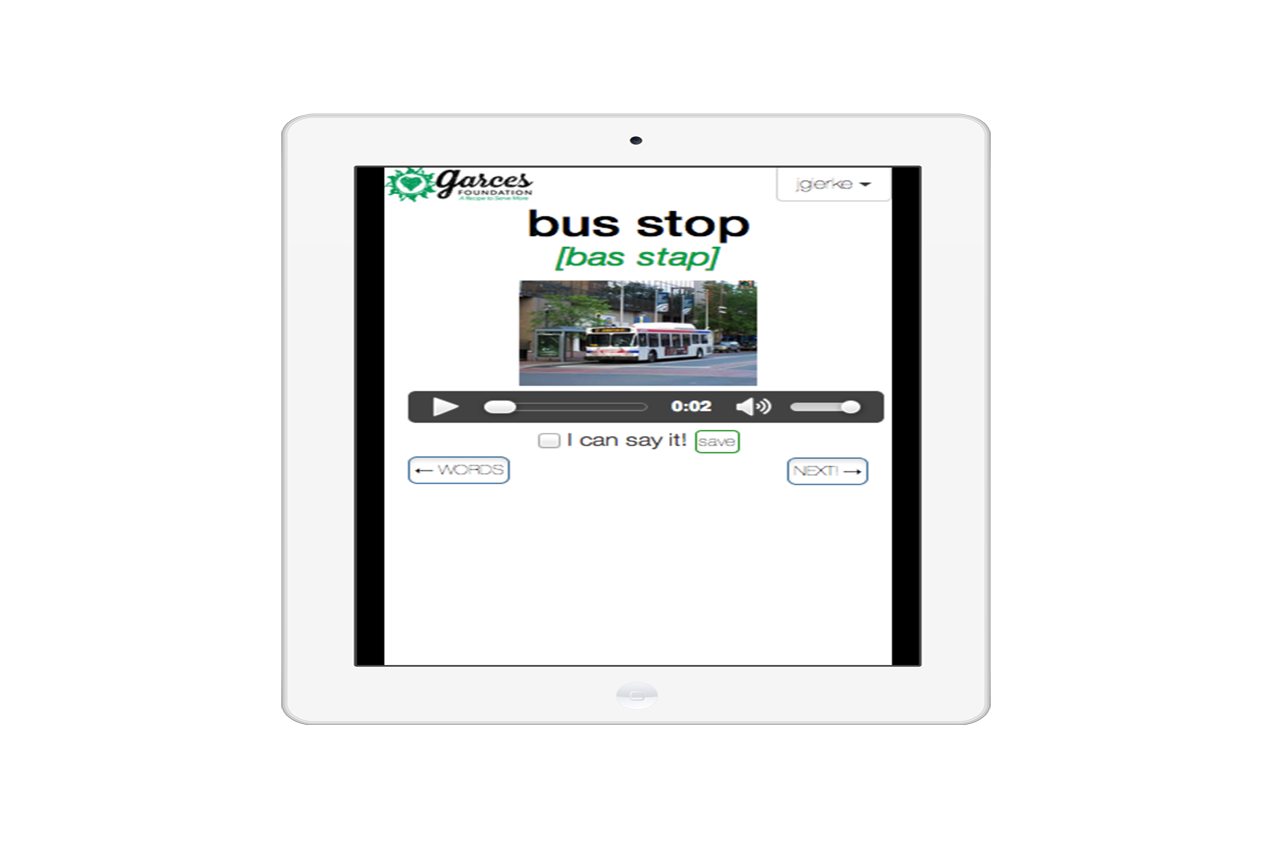 garces
FOUNDATION
A Recipe to Serve More
jgierke
bus stop
[bas stap]
0:02
I can say it! save
← WORDS
NEXT! →